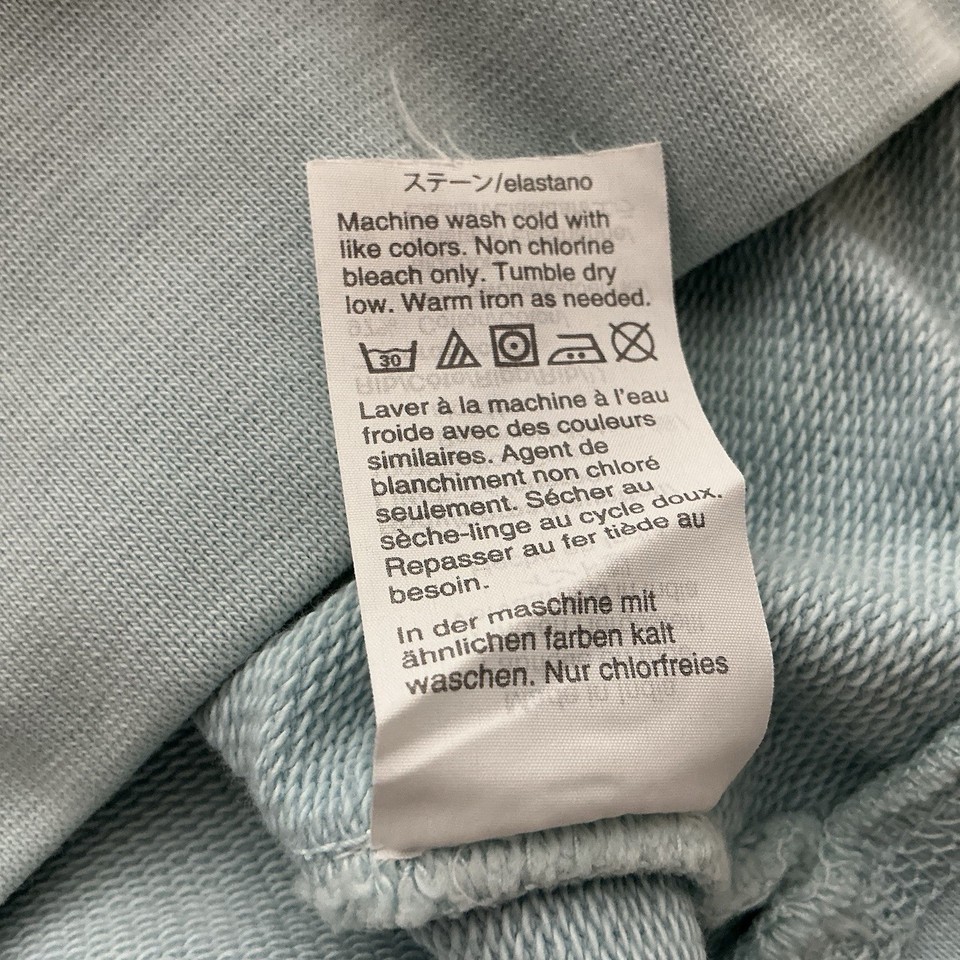 ステーン/elastano
Machine wash cold with
like colors. Non chlorine
bleach only. Tumble dry
low. Warm iron as needed.
30
Laver à la machine à l'eau
froide avec des couleurs
similaires. Agent de
blanchiment non chloré
seulement. Sécher au
sèche-linge au cycle doux.
Repasser au fer tiède au
besoin.
In der maschine mit
ähnlichen farben kalt
waschen. Nur chlorfreies